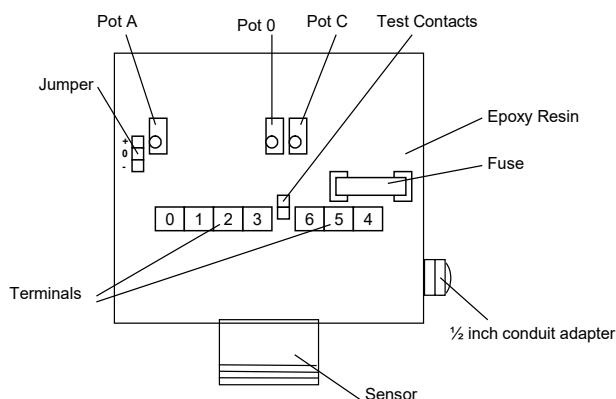 Pot A
Pot 0
Pot C
Test Contacts
Jumper
Epoxy Resin
+
0
-
Fuse
0 1 2 3 6 5 4
Terminals
½ inch conduit adapter
Sensor